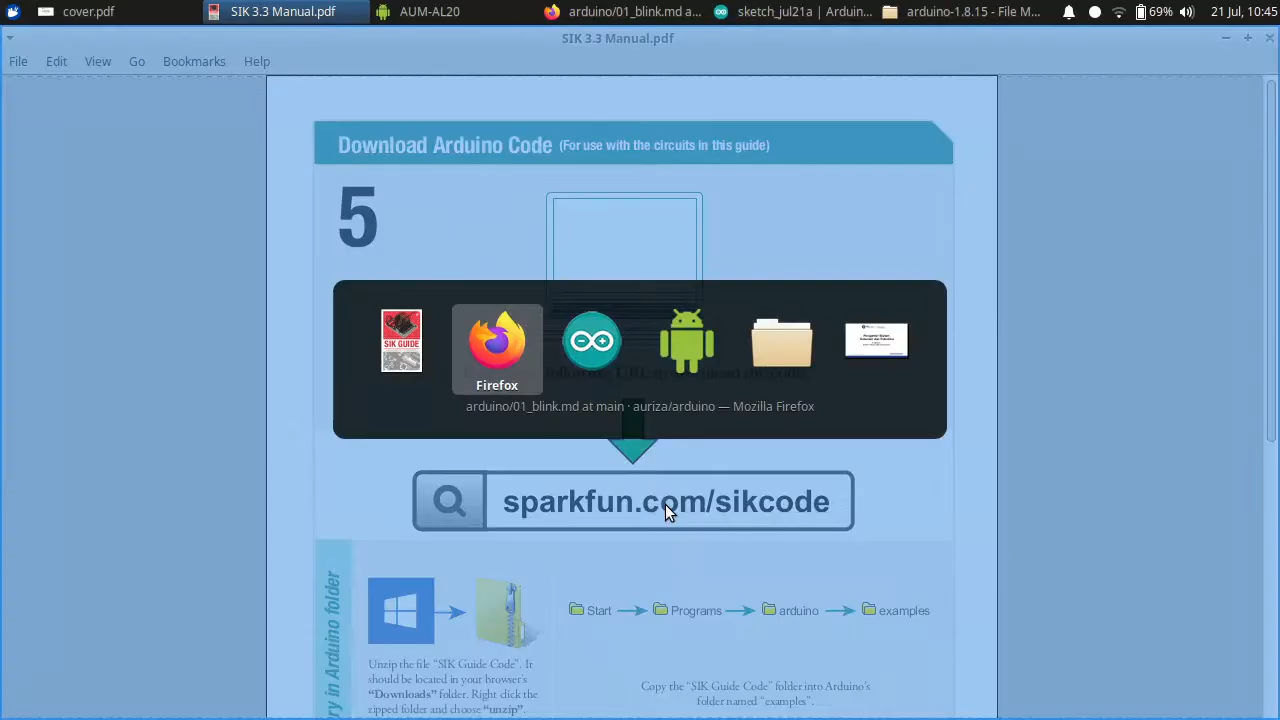 cover.pdf
SIK 3.3 Manual.pdf
AUM-AL20
arduino/01_blink.md a...
sketch_jul21a | Arduin...
arduino-1.8.15 - File M...
69%
21 Jul, 10:45
SIK 3.3 Manual.pdf
File Edit View Go Bookmarks Help
Download Arduino Code (For use with the circuits in this guide)
5
SIK GUIDE
Firefox
arduino/01_blink.md at main · auriza/arduino — Mozilla Firefox
sparkfun.com/sikcode
ry in Arduino folder
Start
Programs
arduino
examples
Unzip the file “SIK Guide Code”. It
should be located in your browser's
“Downloads” folder. Right click the
zipped folder and choose “unzip”.
Copy the “SIK Guide Code” folder into Arduino's
folder named “examples”.